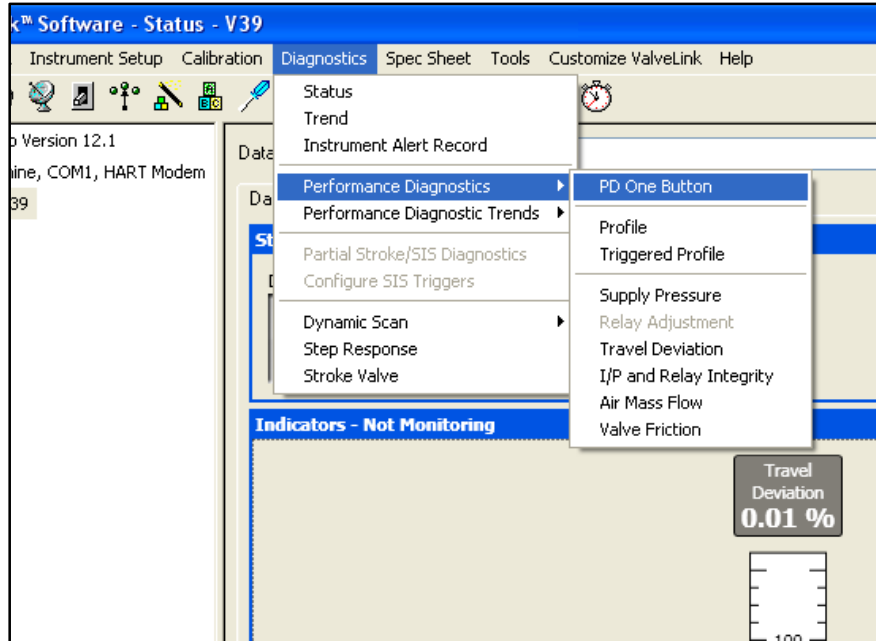 k™ Software - Status - V39
Instrument Setup Calibration Diagnostics Spec Sheet Tools Customize ValveLink Help
Status
Trend
Instrument Alert Record
Performance Diagnostics
Performance Diagnostic Trends
Partial Stroke/SIS Diagnostics
Configure SIS Triggers
Dynamic Scan
Step Response
Stroke Valve
PD One Button
Profile
Triggered Profile
Supply Pressure
Relay Adjustment
Travel Deviation
I/P and Relay Integrity
Air Mass Flow
Valve Friction
o Version 12.1
ine, COM1, HART Modem
39
Data
Da
St
Indicators - Not Monitoring
Travel
Deviation
0.01 %
100